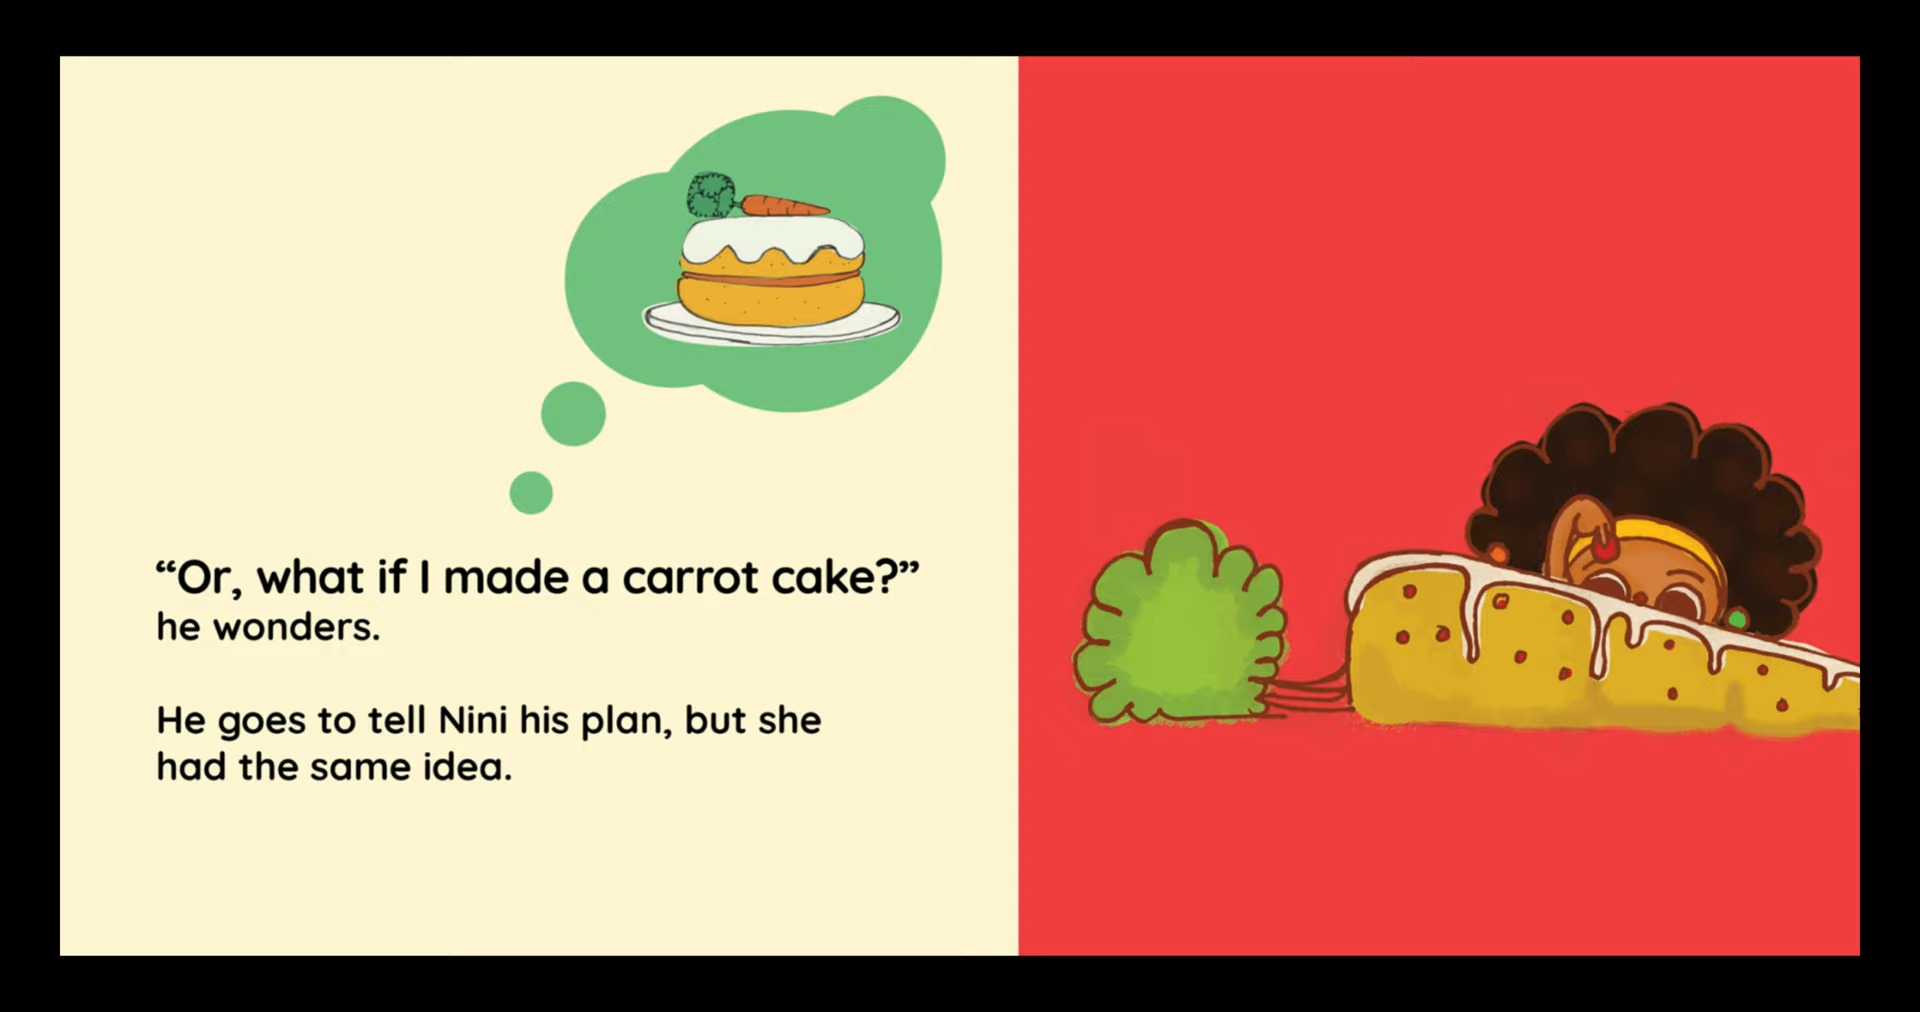 “Or, what if I made a carrot cake?”
he wonders.
He goes to tell Nini his plan, but she
had the same idea.